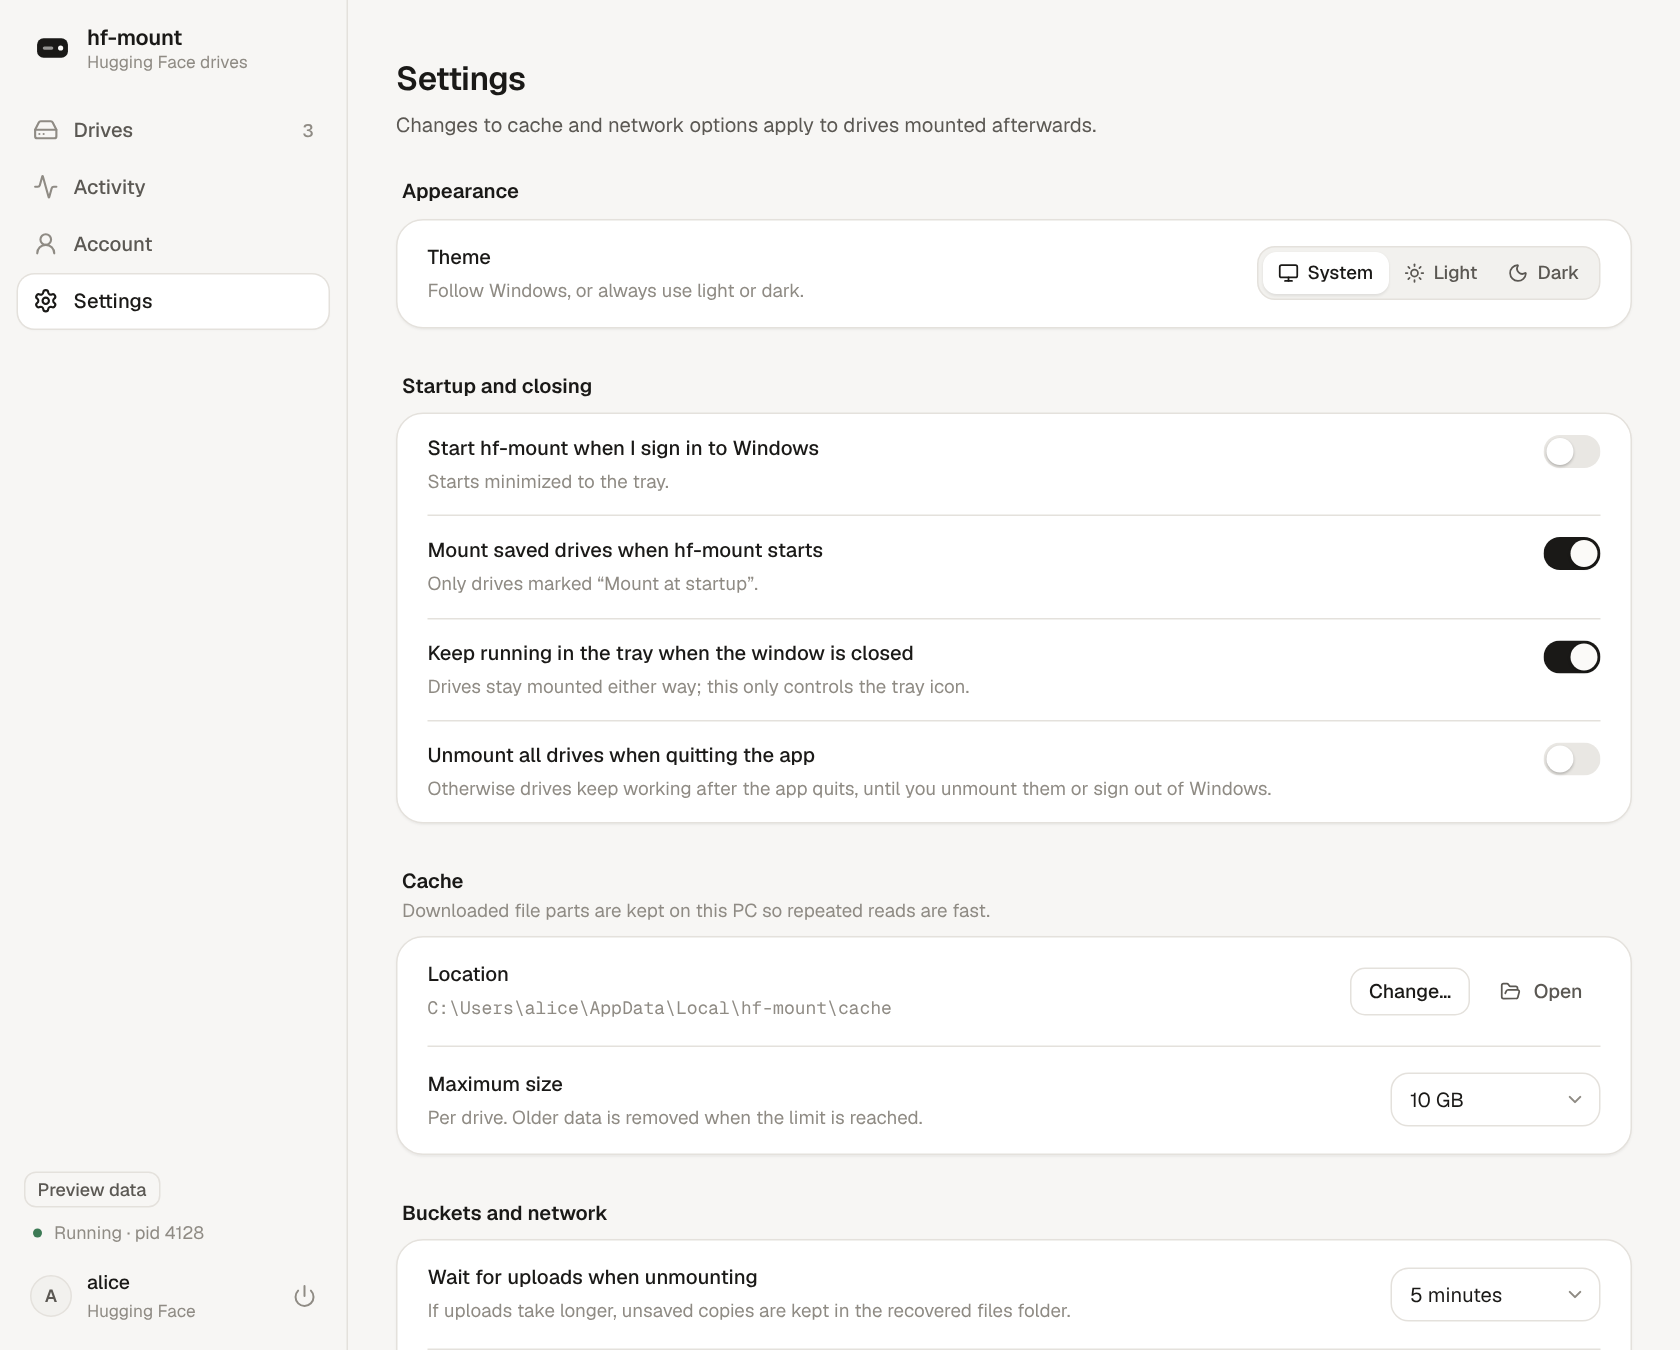 hf-mount
Hugging Face drives
Drives 3
Activity
Account
Settings
Preview data
Running · pid 4128
A
alice
Hugging Face
Settings
Changes to cache and network options apply to drives mounted afterwards.
Appearance
Theme
Follow Windows, or always use light or dark.
System Light Dark
Startup and closing
Start hf-mount when I sign in to Windows
Starts minimized to the tray.
Mount saved drives when hf-mount starts
Only drives marked “Mount at startup”.
Keep running in the tray when the window is closed
Drives stay mounted either way; this only controls the tray icon.
Unmount all drives when quitting the app
Otherwise drives keep working after the app quits, until you unmount them or sign out of Windows.
Cache
Downloaded file parts are kept on this PC so repeated reads are fast.
Location
C:\Users\alice\AppData\Local\hf-mount\cache
Change... Open
Maximum size
Per drive. Older data is removed when the limit is reached.
10 GB
Buckets and network
Wait for uploads when unmounting
If uploads take longer, unsaved copies are kept in the recovered files folder.
5 minutes